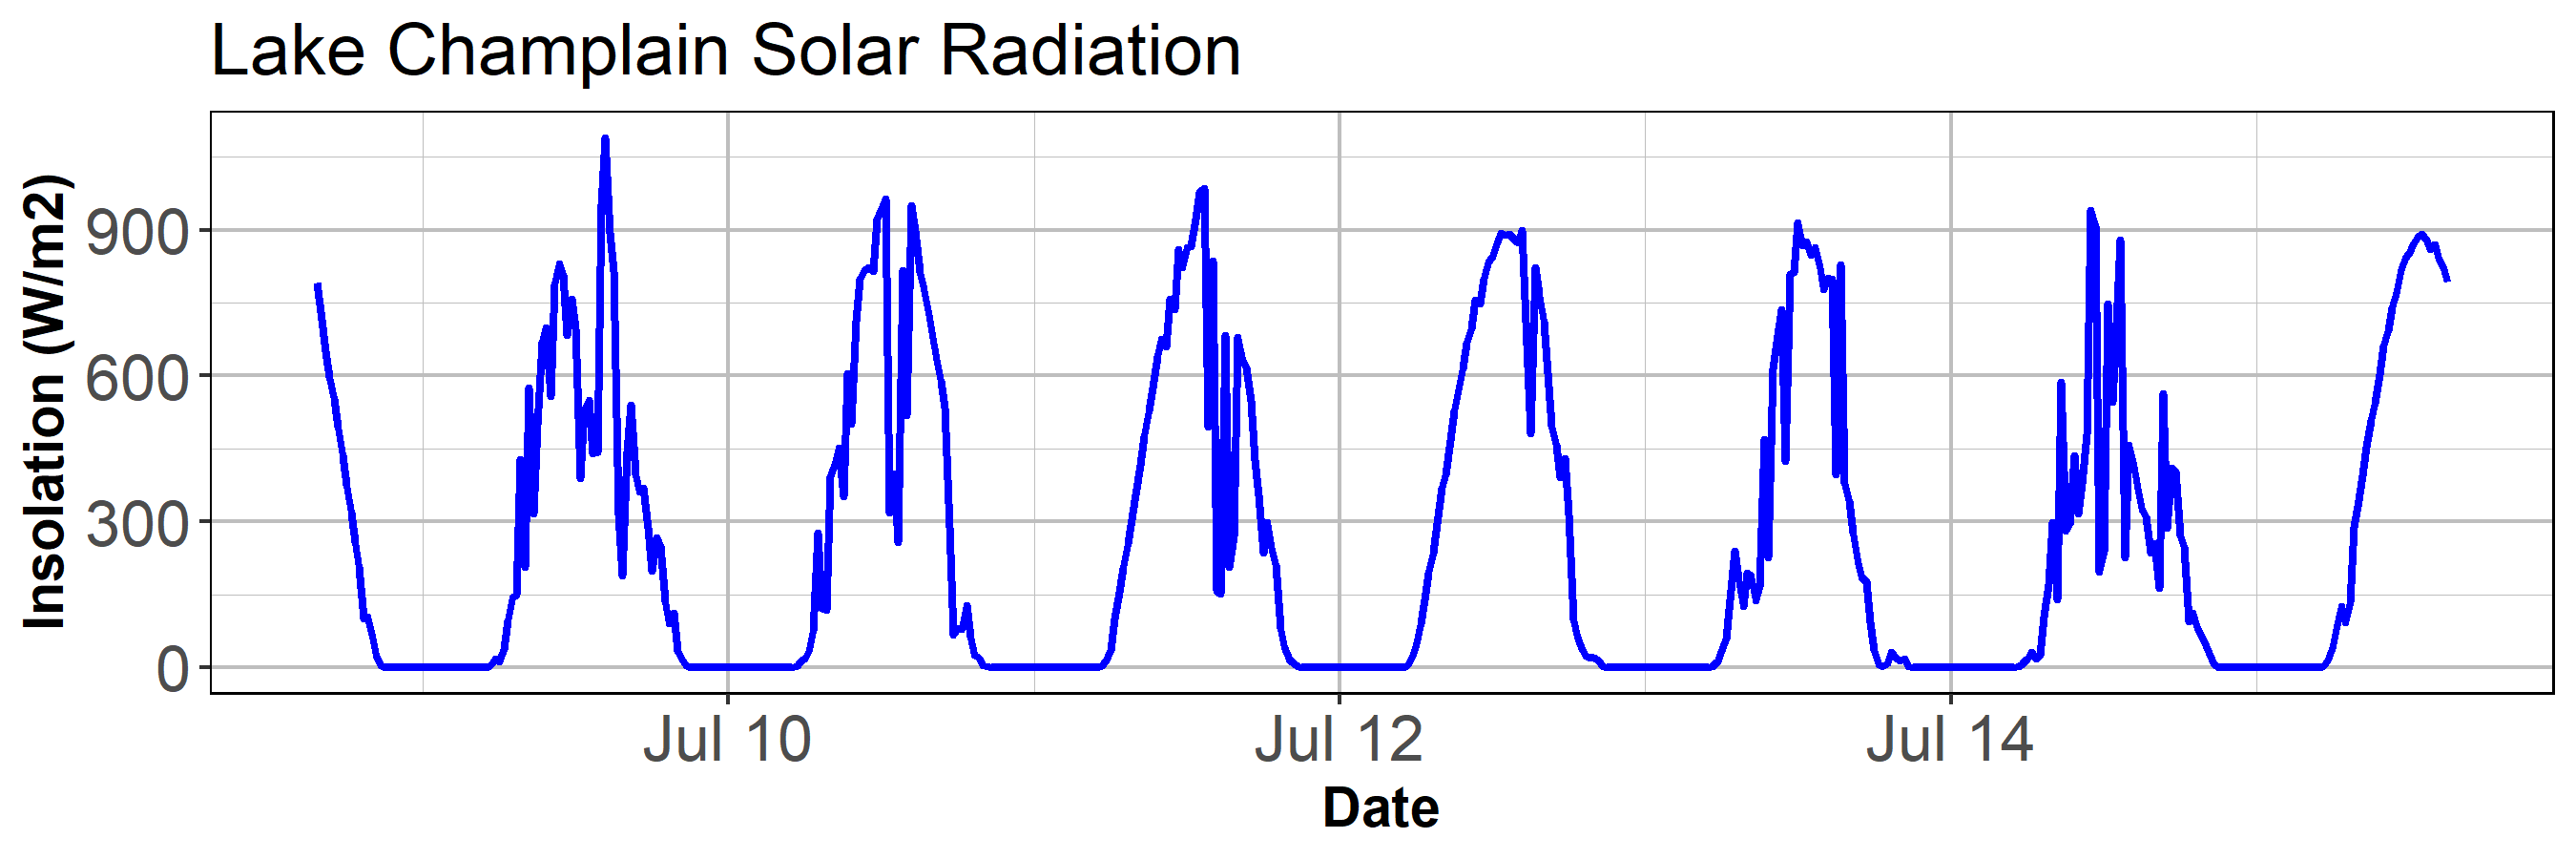 Lake Champlain Solar Radiation
Insolation (W/m2)
900
600
300
0
Jul 10 Jul 12 Jul 14
Date